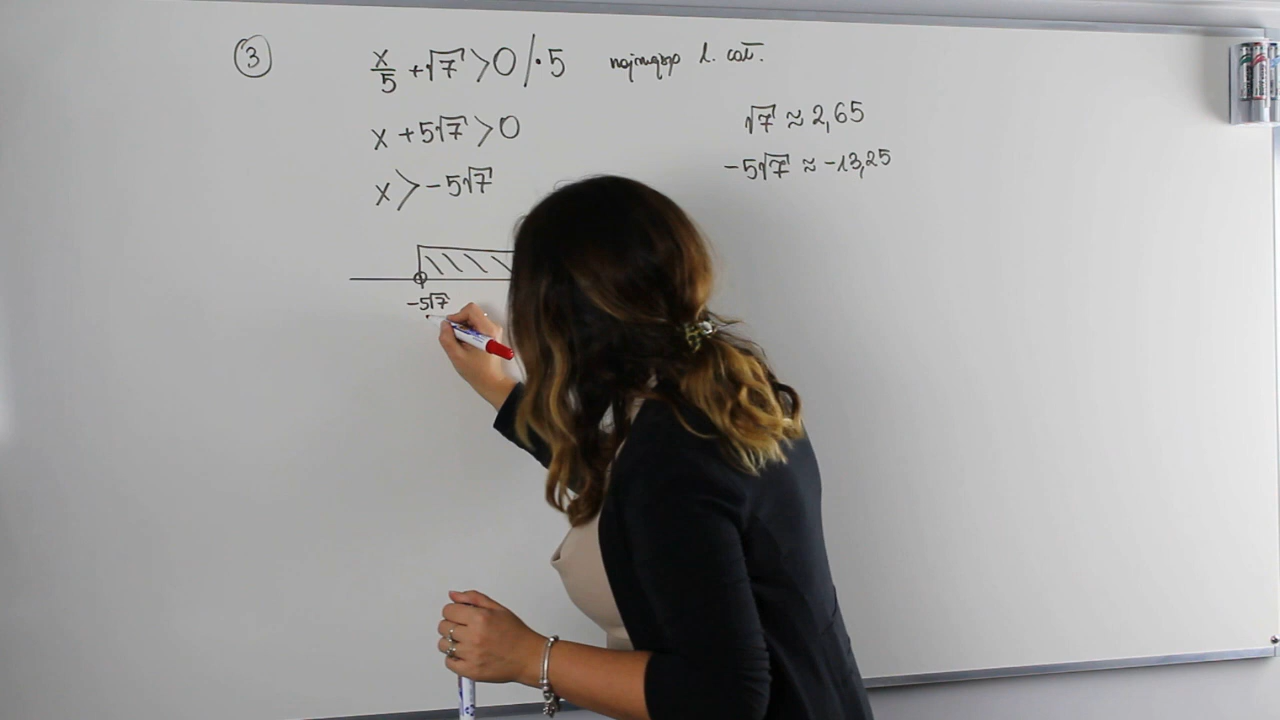 ③ x/5 + √7 > 0 /·5 l. cał.
x + 5√7 > 0
x > -5√7
-5√7
√7 ≈ 2,65
-5√7 ≈ -13,25